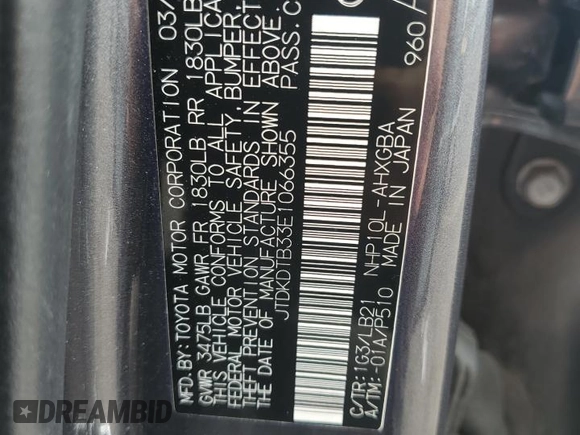 MFD.BY:TOYOTA MOTOR CORPORATION 03/
GVWR 3475LB GAWR FR 1830LB RR 1830LB
THIS VEHICLE CONFORMS TO ALL APPLICA
FEDERAL MOTOR VEHICLE SAFETY, BUMPER,
THEFT PREVENTION STANDARDS IN EFFECT
THE DATE OF MANUFACTURE SHOWN ABOVE
JTDKDTB33E1066355 PASS.C
C/TR:1G3/LB21 NHP10L-AHXGBA
A/TM:-01A/P510 MADE IN JAPAN
960
DREAMBID